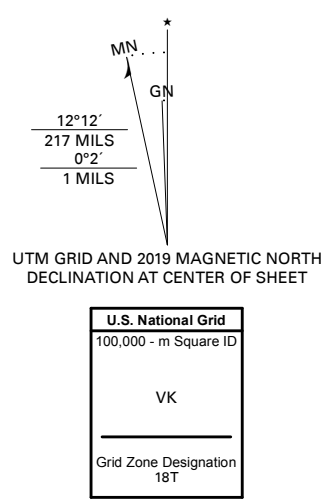 ★
MN
GN
12°12´
217 MILS
0°2´
1 MILS
UTM GRID AND 2019 MAGNETIC NORTH
DECLINATION AT CENTER OF SHEET
U.S. National Grid
100,000 - m Square ID
VK
Grid Zone Designation
18T